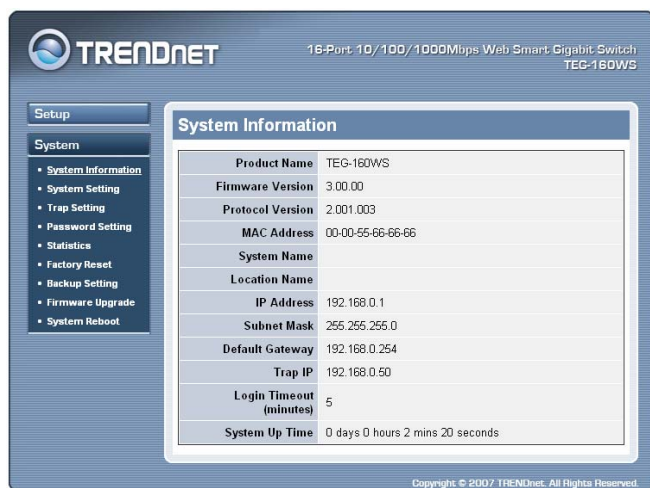 TRENDNET
16-Port 10/100/1000Mbps Web Smart Gigabit Switch
TEG-160WS
Setup
System
System Information
System Setting
Trap Setting
Password Setting
Statistics
Factory Reset
Backup Setting
Firmware Upgrade
System Reboot
System Information
Product Name TEG-160WS
Firmware Version 3.00.00
Protocol Version 2.001.003
MAC Address 00-00-55-66-66-66
System Name
Location Name
IP Address 192.168.0.1
Subnet Mask 255.255.255.0
Default Gateway 192.168.0.254
Trap IP 192.168.0.50
Login Timeout
(minutes) 5
System Up Time 0 days 0 hours 2 mins 20 seconds
Copyright © 2007 TRENDnet. All Rights Reserved.